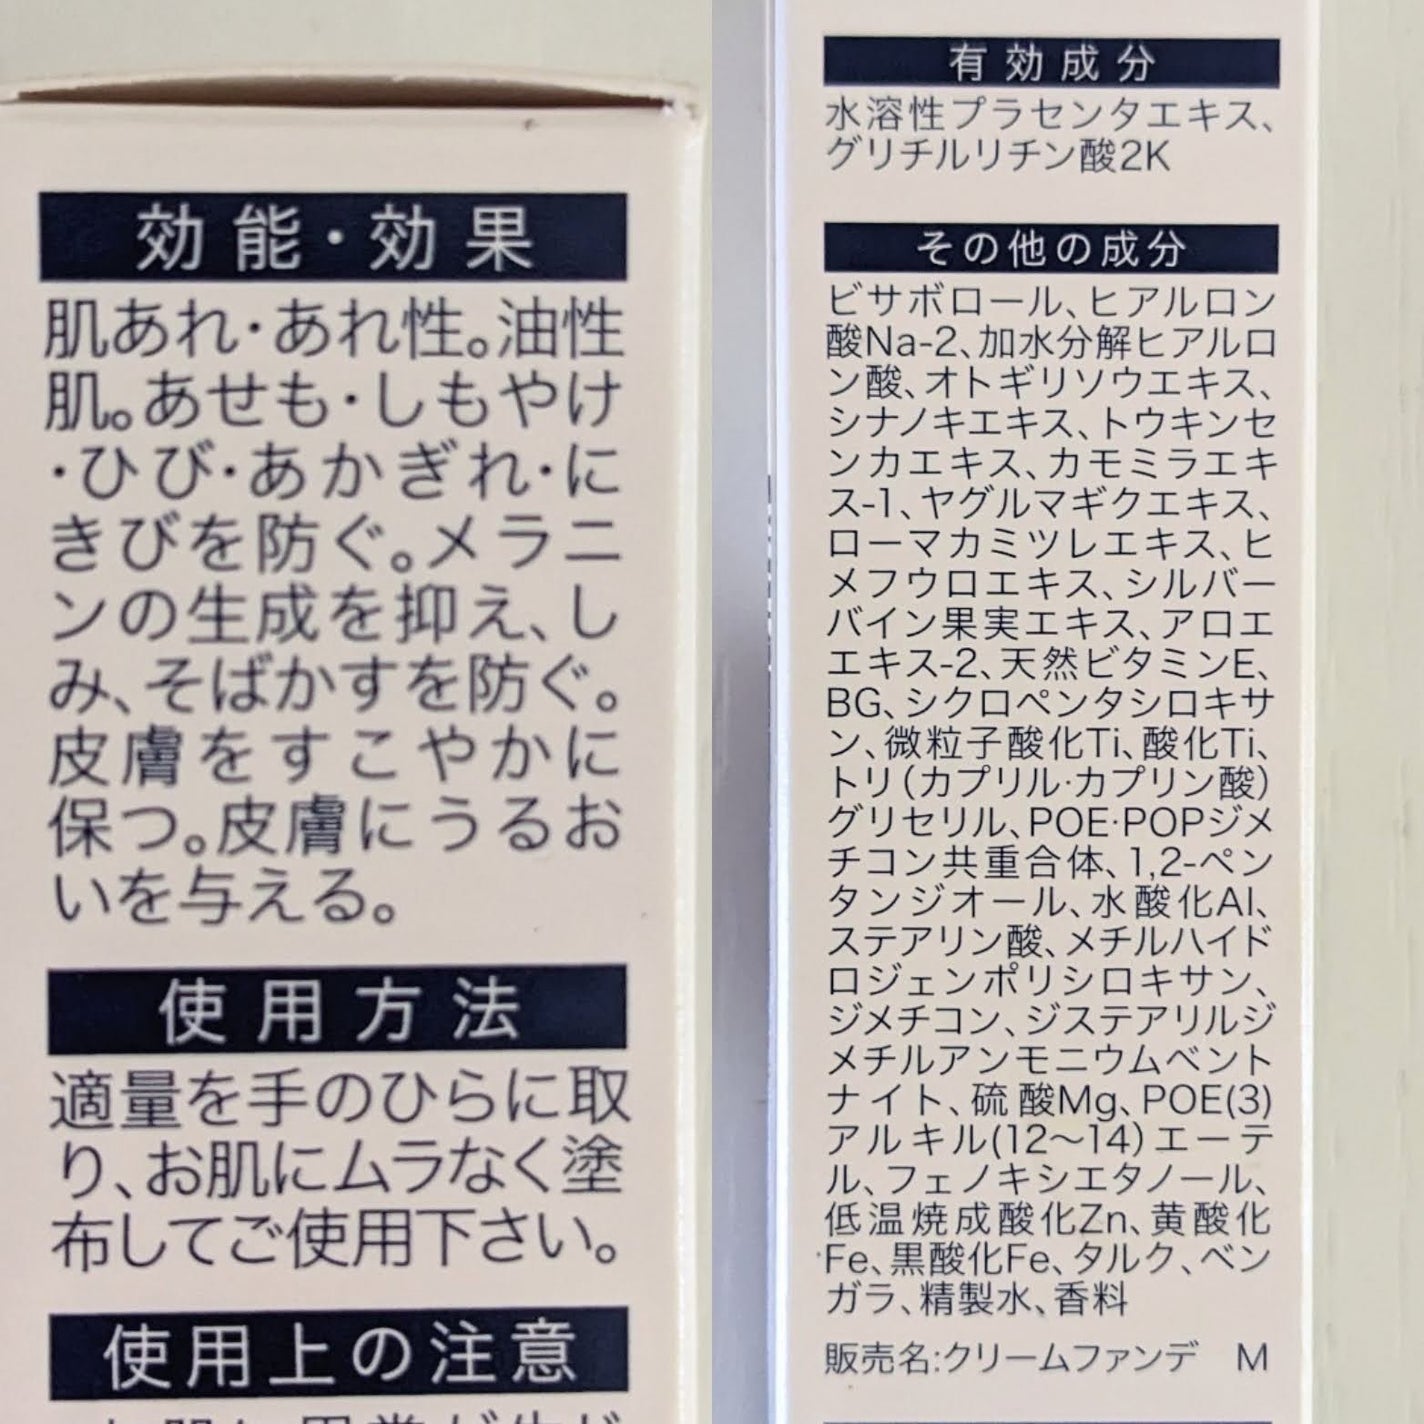 効能・効果
肌あれ・あれ性。油性
肌。あせも・しもやけ
・ひび・あかぎれ・に
きびを防ぐ。メラニ
ンの生成を抑え、し
み、そばかすを防ぐ。
皮膚をすこやかに
保つ。皮膚にうるお
いを与える。
使用方法
適量を手のひらに取
り、お肌にムラなく塗
布してご使用下さい。
使用上の注意
有効成分
水溶性プラセンタエキス、
グリチルリチン酸2K
その他の成分
ビサボロール、ヒアルロン
酸Na-2、加水分解ヒアルロ
ン酸、オトギリソウエキス、
シナノキエキス、トウキンセ
ンカエキス、カモミラエキ
ス-1、ヤグルマギクエキス、
ローマカミツレエキス、ヒ
メフウロエキス、シルバー
バイン果実エキス、アロエ
エキス-2、天然ビタミンE、
BG、シクロペンタシロキサ
ン、微粒子酸化Ti、酸化Ti、
トリ(カプリル・カプリン酸)
グリセリル、POE・POPジメ
チコン共重合体、1,2-ペン
タンジオール、水酸化Al、
ステアリン酸、メチルハイド
ロジェンポリシロキサン、
ジメチコン、ジステアリルジ
メチルアンモニウムベント
ナイト、硫酸Mg、POE(3)
アルキル(12～14)エーテ
ル、フェノキシエタノール、
低温焼成酸化Zn、黄酸化
Fe、黒酸化Fe、タルク、ベン
ガラ、精製水、香料
販売名:クリームファンデ　M